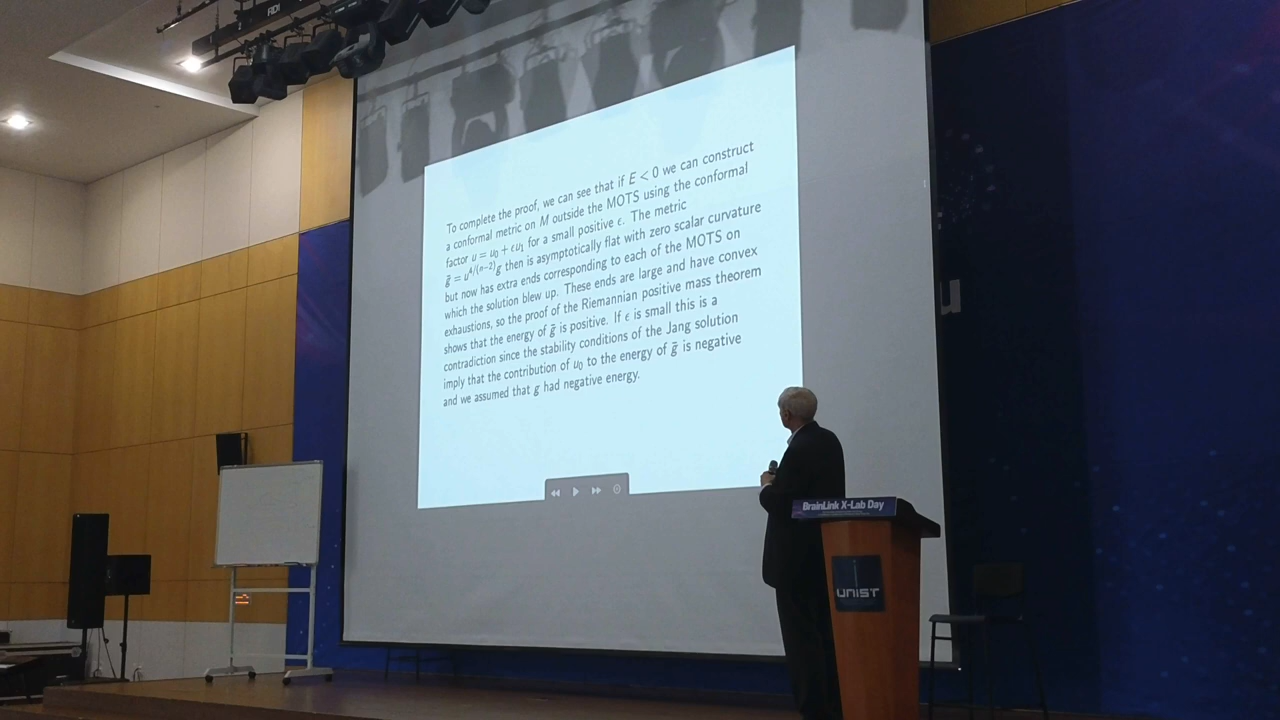 To complete the proof, we can see that if E < 0 we can construct
a conformal metric on M outside the MOTS using the conformal
factor u = u₀ + ϵu₁ for a small positive ϵ. The metric
g̃ = u^{4/(n−2)}g then is asymptotically flat with zero scalar curvature
but now has extra ends corresponding to each of the MOTS on
which the solution blew up. These ends are large and have convex
exhaustions, so the proof of the Riemannian positive mass theorem
shows that the energy of g̃ is positive. If ϵ is small this is a
contradiction since the stability conditions of the Jang solution
imply that the contribution of u₀ to the energy of g̃ is negative
and we assumed that g had negative energy.
BrainLink X-Lab Day
UNIST